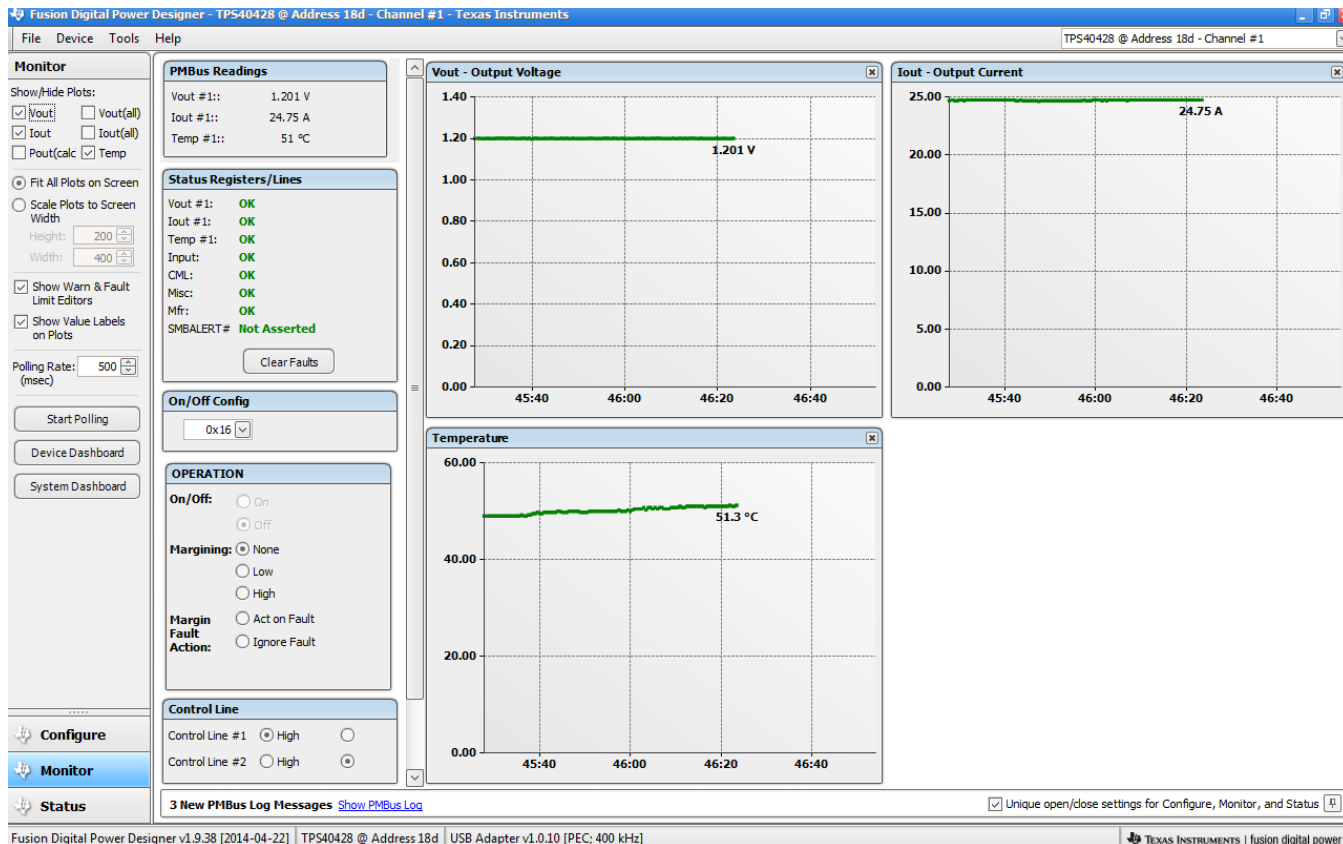 Fusion Digital Power Designer - TPS40428 @ Address 18d - Channel #1 - Texas Instruments
File Device Tools Help
TPS40428 @ Address 18d - Channel #1
Monitor
Show/Hide Plots:
Vout Vout(all)
Iout Iout(all)
Pout(calc Temp
Fit All Plots on Screen
Scale Plots to Screen
Width
Height: 200
Width: 400
Show Warn & Fault
Limit Editors
Show Value Labels
on Plots
Polling Rate: 500
(msec)
Start Polling
Device Dashboard
System Dashboard
Configure
Monitor
Status
PMBus Readings
Vout #1:: 1.201 V
Iout #1:: 24.75 A
Temp #1:: 51 °C
Status Registers/Lines
Vout #1: OK
Iout #1: OK
Temp #1: OK
Input: OK
CML: OK
Misc: OK
Mfr: OK
SMBALERT# Not Asserted
Clear Faults
On/Off Config
0x16
OPERATION
On/Off: On
Off
Margining: None
Low
High
Margin Act on Fault
Fault
Action: Ignore Fault
Control Line
Control Line #1 High
Control Line #2 High
Vout - Output Voltage
1.40
1.20
1.201 V
1.00
0.80
0.60
0.40
0.20
0.00
45:40 46:00 46:20 46:40
Iout - Output Current
25.00
24.75 A
20.00
15.00
10.00
5.00
0.00
45:40 46:00 46:20 46:40
Temperature
60.00
51.3 °C
40.00
20.00
0.00
45:40 46:00 46:20 46:40
3 New PMBus Log Messages Show PMBus Log
Unique open/close settings for Configure, Monitor, and Status
Fusion Digital Power Designer v1.9.38 [2014-04-22] TPS40428 @ Address 18d USB Adapter v1.0.10 [PEC; 400 kHz]
TEXAS INSTRUMENTS | fusion digital power